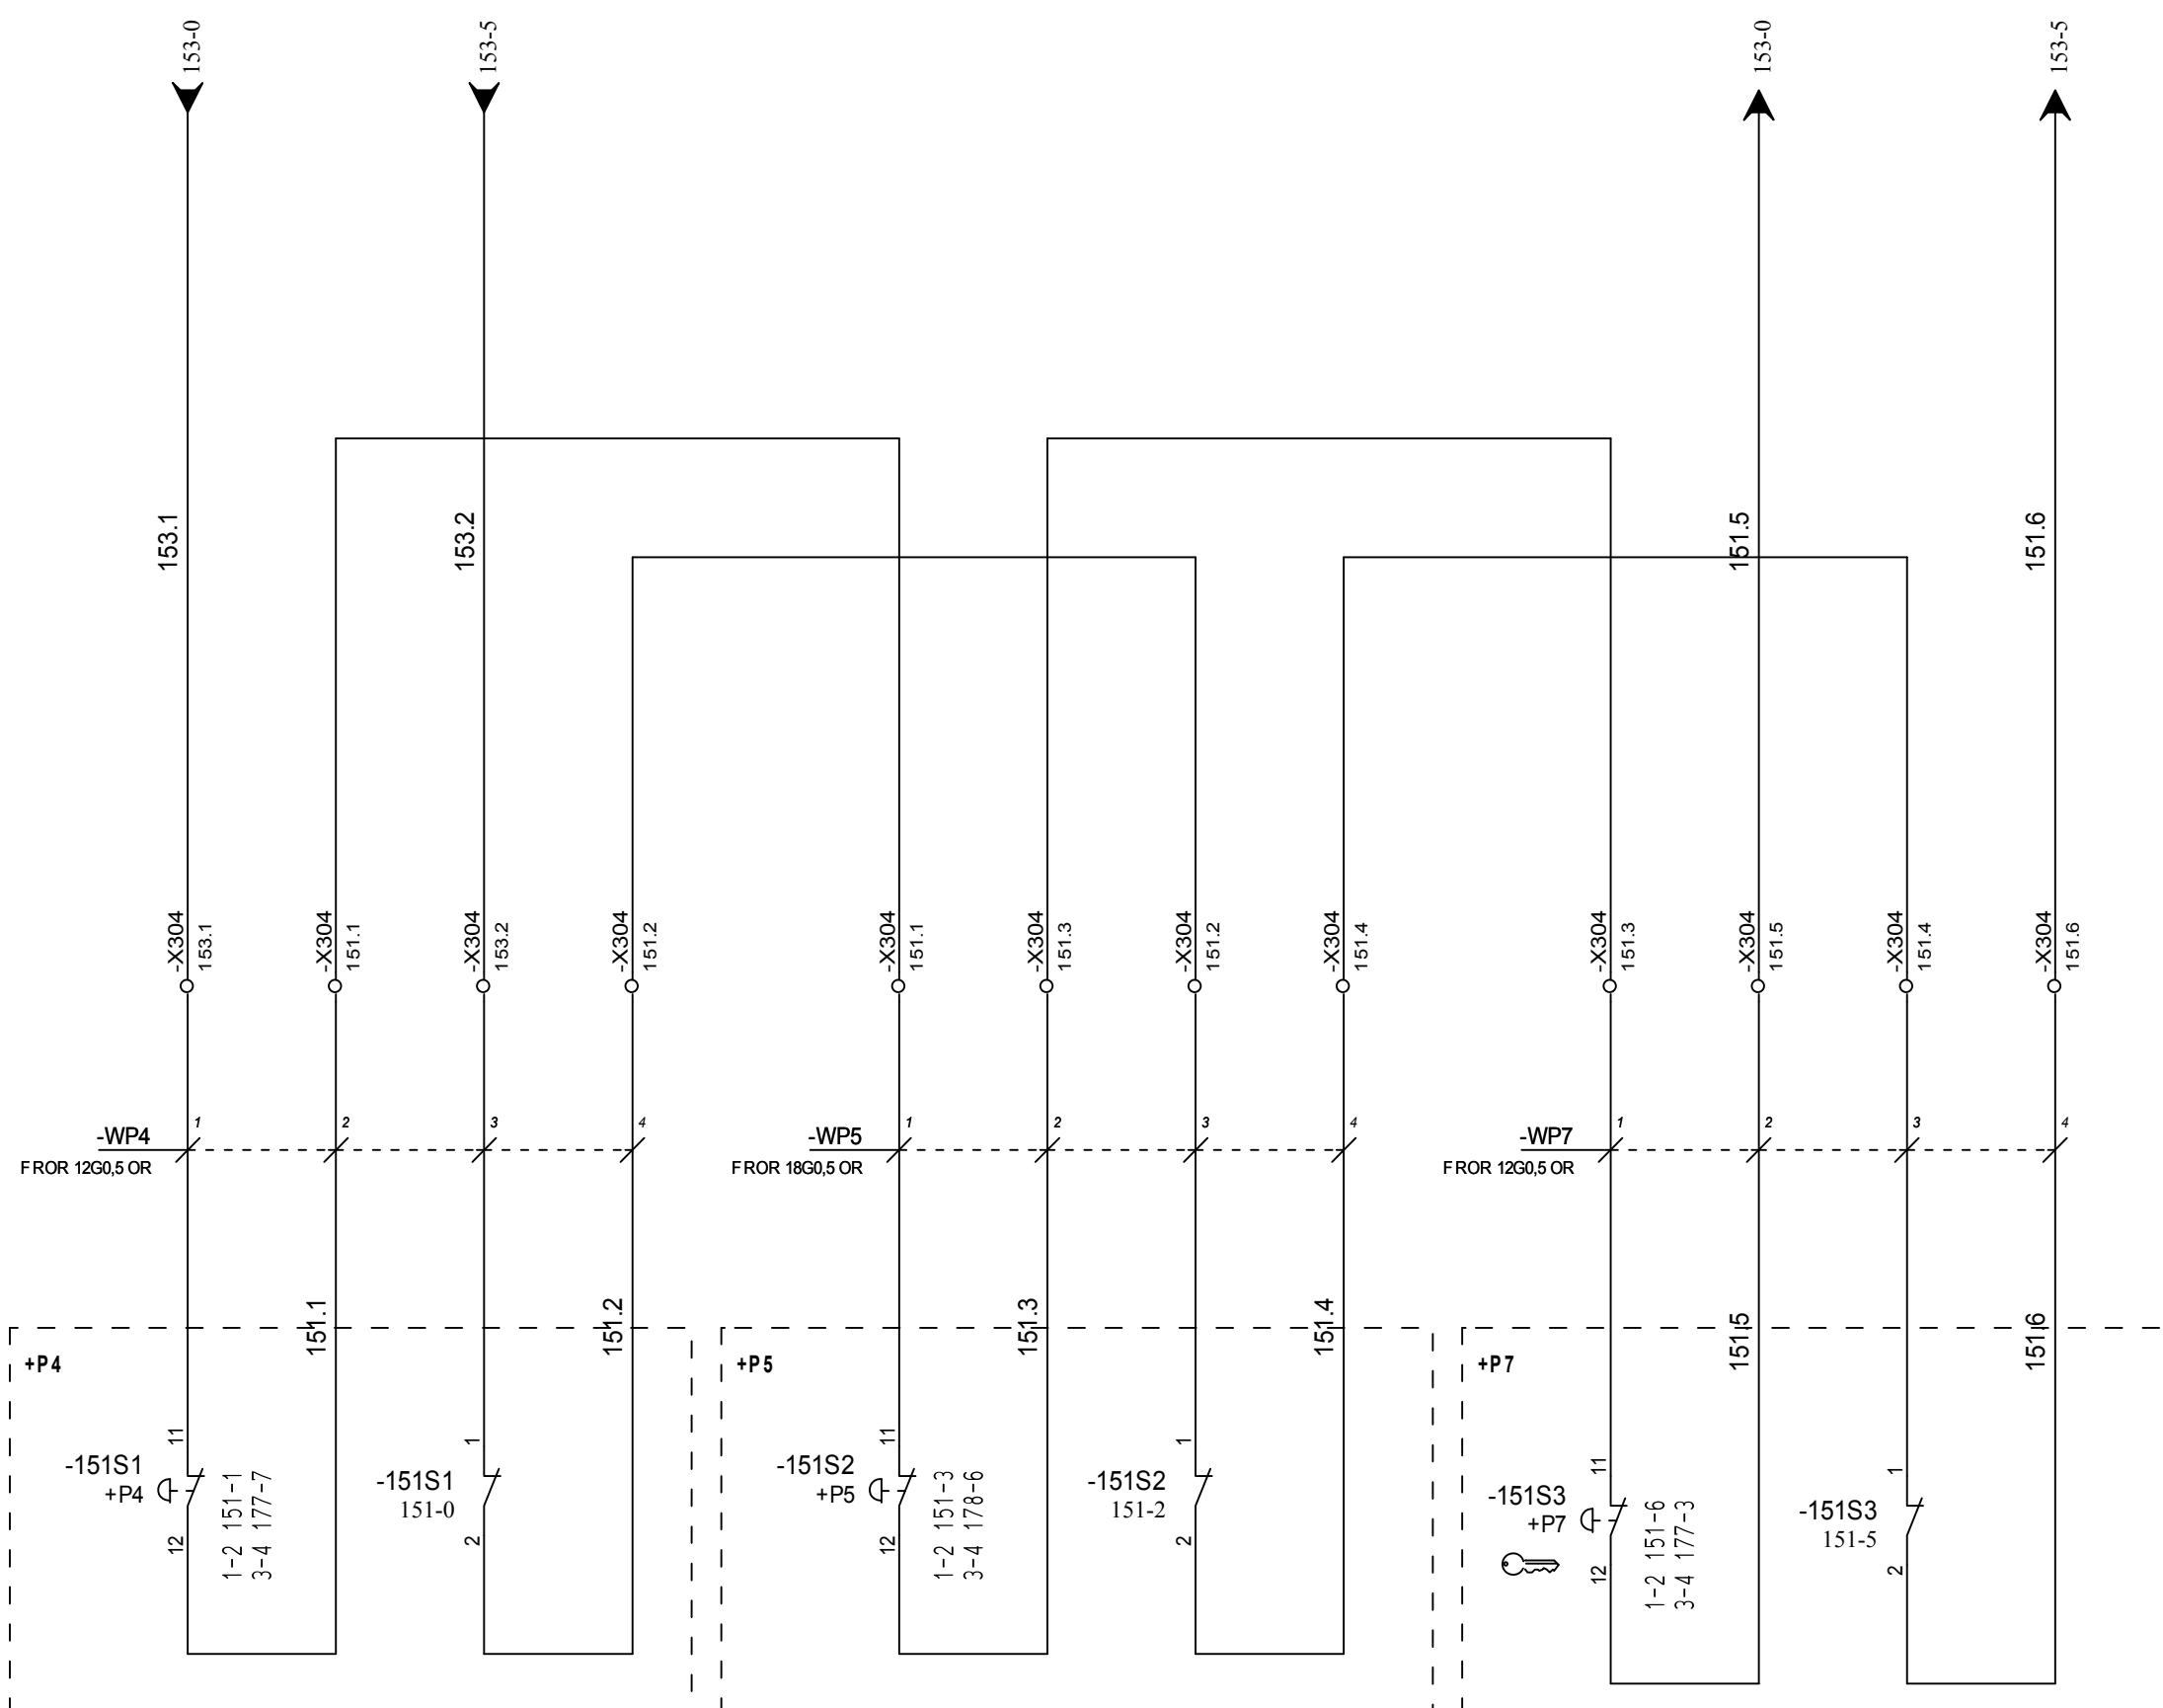 153-0
153-5
153-0
153-5
153.1
153.2
151.5
151.6
-X304
153.1
-X304
151.1
-X304
153.2
-X304
151.2
-X304
151.1
-X304
151.3
-X304
151.2
-X304
151.4
-X304
151.3
-X304
151.5
-X304
151.4
-X304
151.6
-WP4
FROR 12G0,5 OR
1
2
3
4
-WP5
FROR 18G0,5 OR
1
2
3
4
-WP7
FROR 12G0,5 OR
1
2
3
4
151.1
151.2
151.3
151.4
151.5
151.6
+P4
+P5
+P7
11
-151S1
+P4
12
1-2 151-1
3-4 177-7
1
-151S1
151-0
2
11
-151S2
+P5
12
1-2 151-3
3-4 178-6
1
-151S2
151-2
2
11
-151S3
+P7
12
1-2 151-6
3-4 177-3
1
-151S3
151-5
2